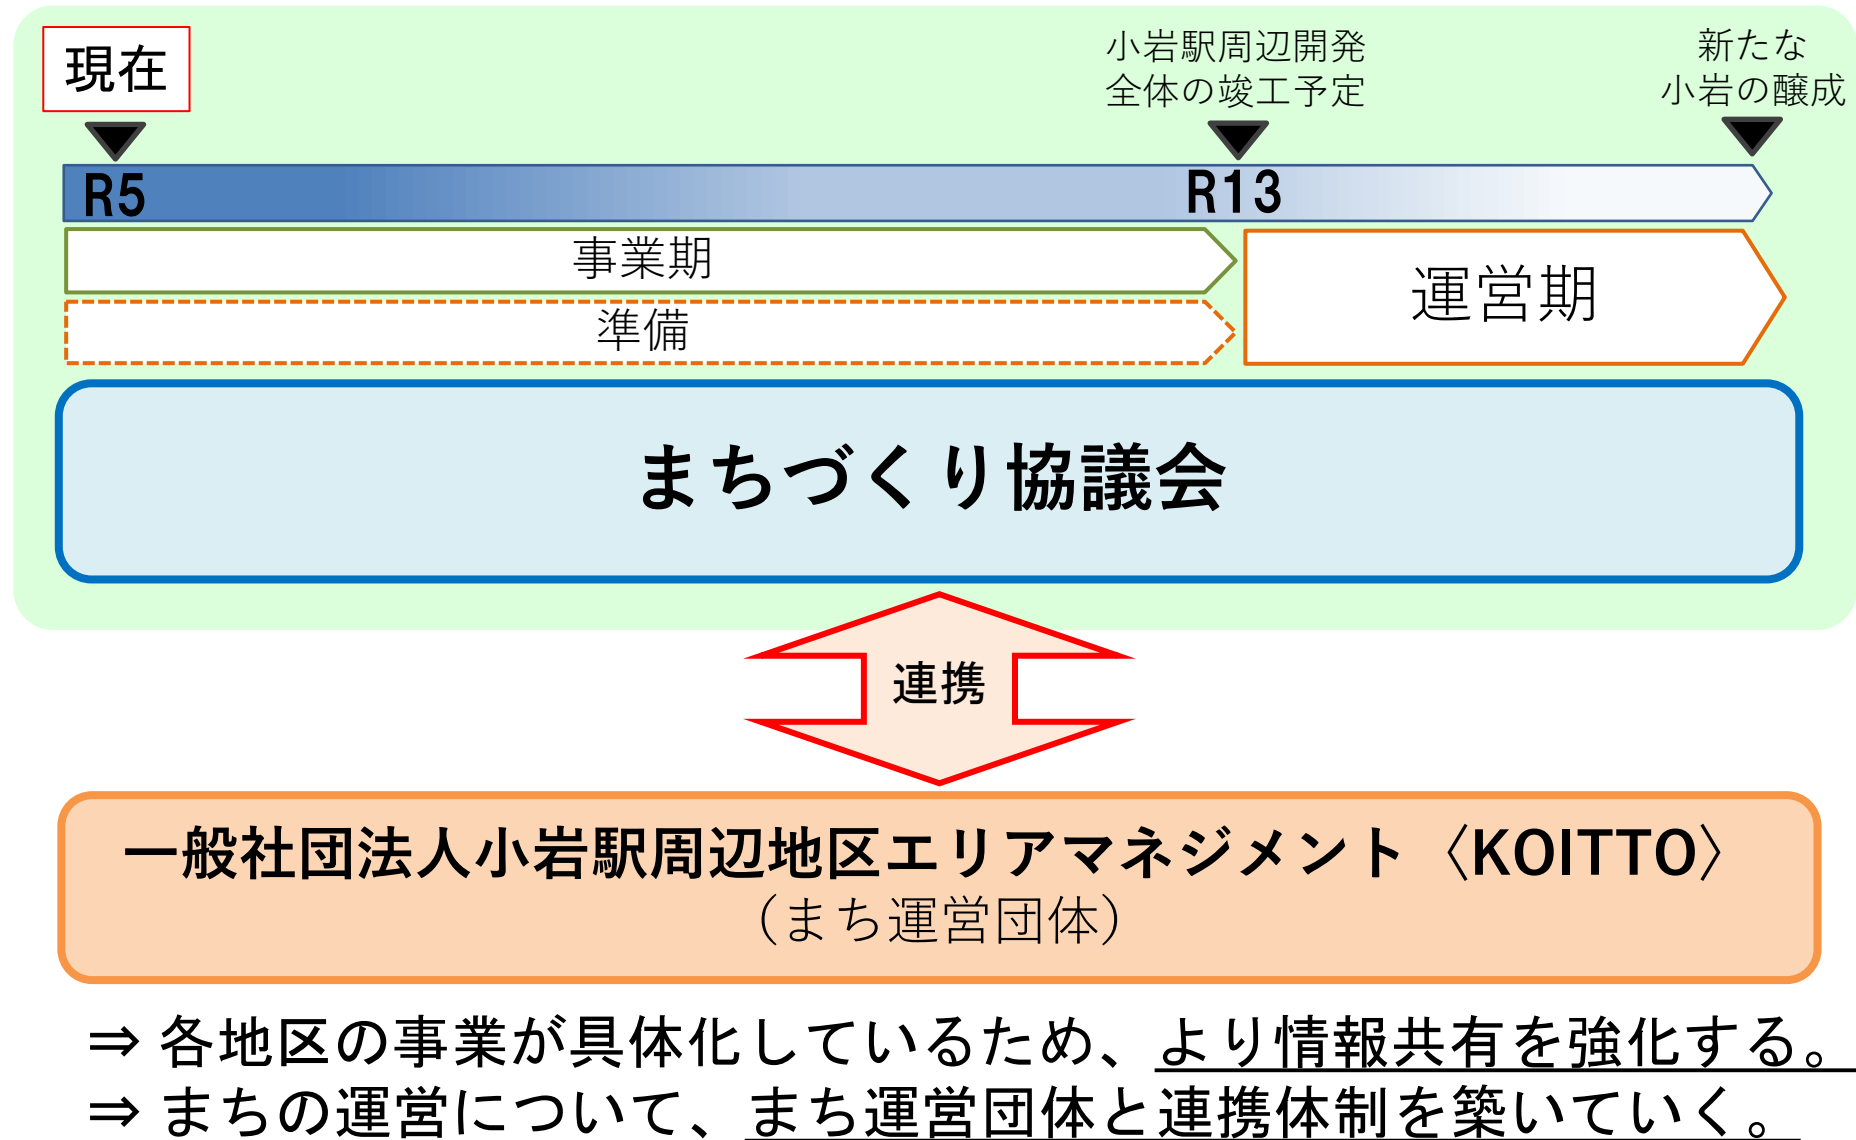 現在
小岩駅周辺開発
全体の竣工予定
新たな
小岩の醸成
R5
R13
事業期
準備
運営期
まちづくり協議会
連携
一般社団法人小岩駅周辺地区エリアマネジメント〈KOITTO〉
（まち運営団体）
⇒ 各地区の事業が具体化しているため、より情報共有を強化する。
⇒ まちの運営について、まち運営団体と連携体制を築いていく。